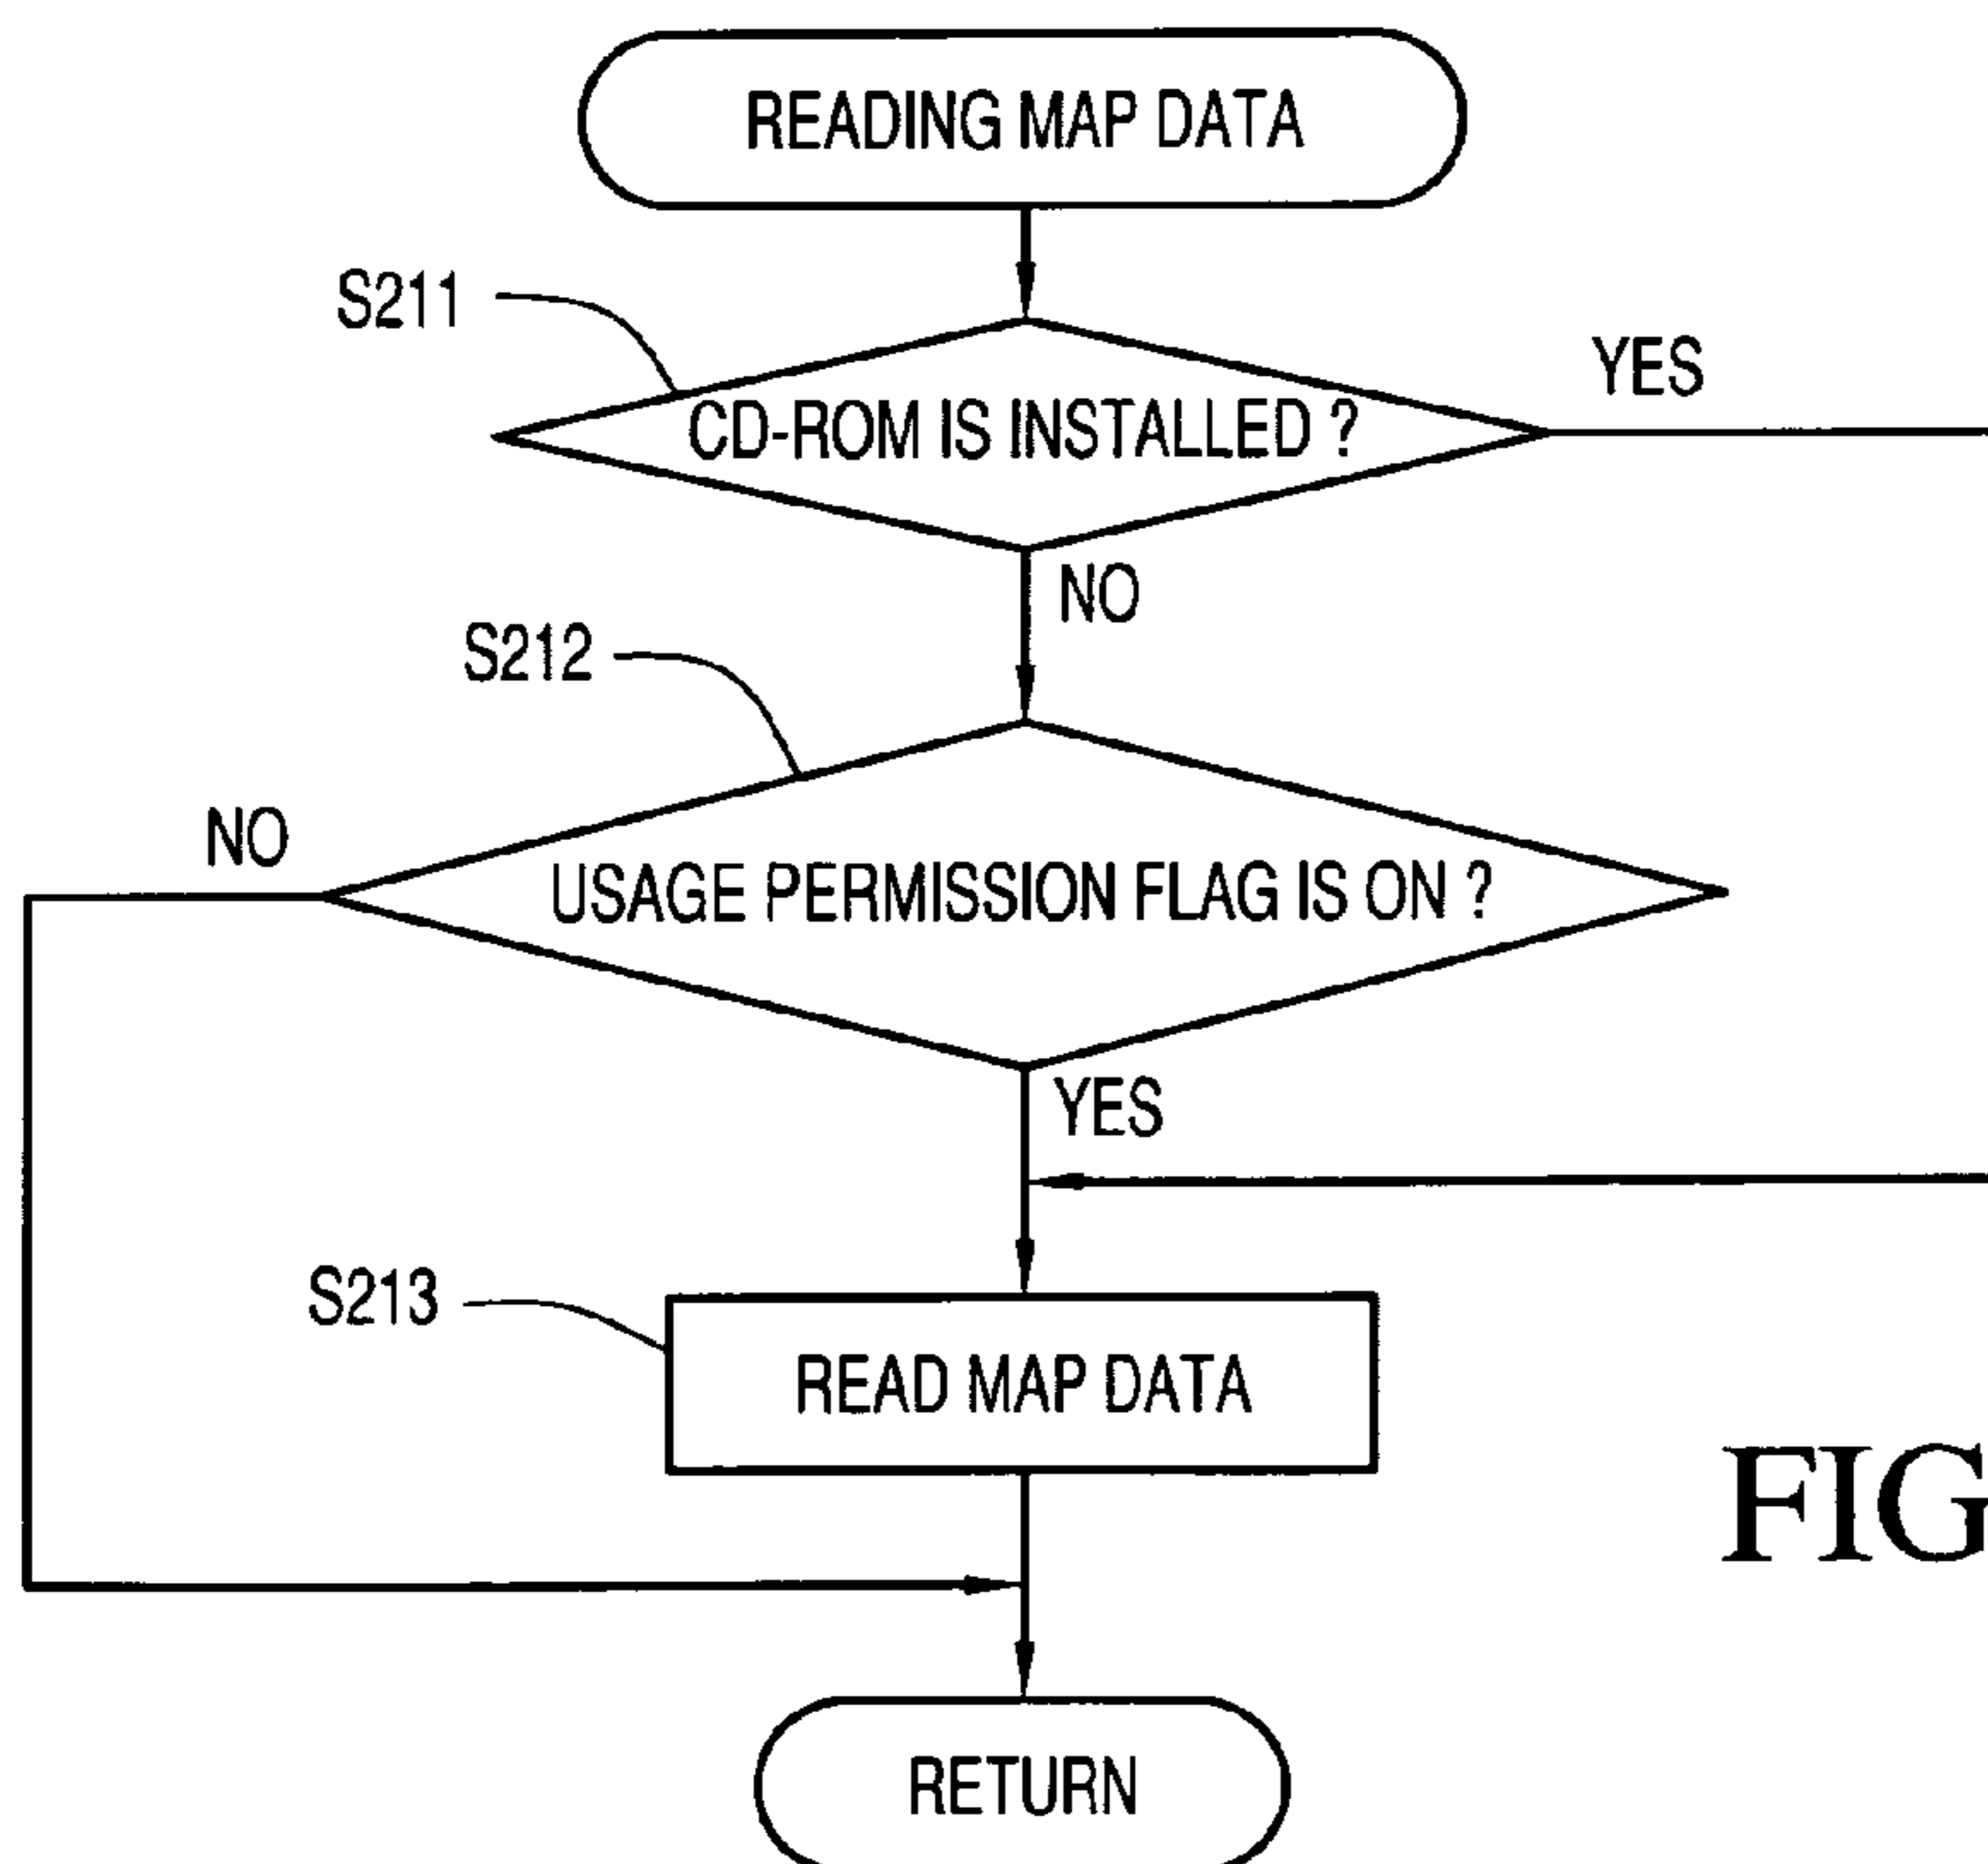 READING MAP DATA
S211
YES
CD-ROM IS INSTALLED ?
NO
S212
NO
USAGE PERMISSION FLAG IS ON ?
YES
S213
READ MAP DATA
FIG
RETURN